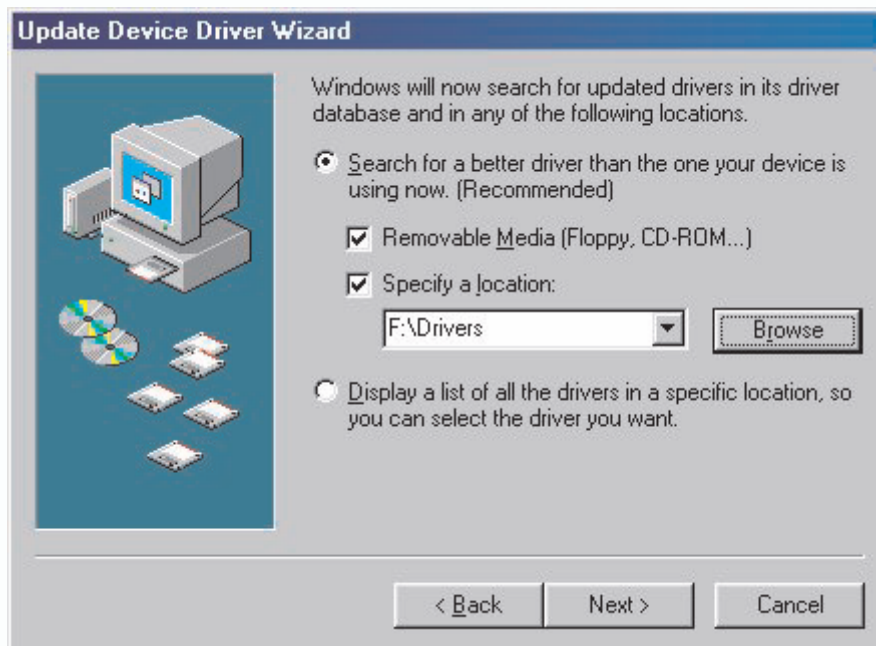 Update Device Driver Wizard
Windows will now search for updated drivers in its driver
database and in any of the following locations.
Search for a better driver than the one your device is
using now. (Recommended)
Removable Media (Floppy, CD-ROM...)
Specify a location:
F:\Drivers
Browse
Display a list of all the drivers in a specific location, so
you can select the driver you want.
< Back
Next >
Cancel